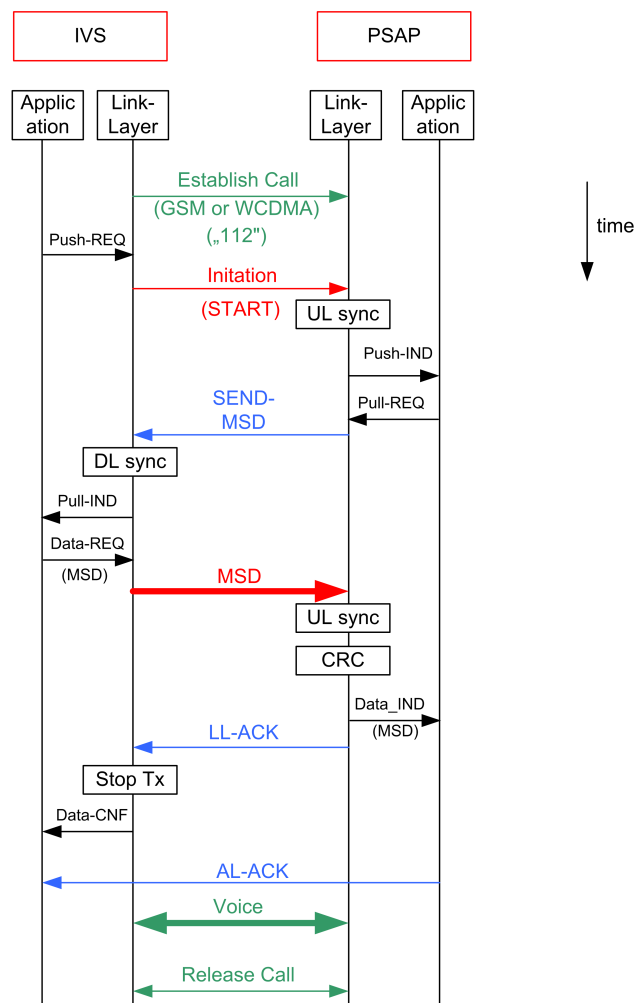 IVS
PSAP
Applic
ation
Link-
Layer
Link-
Layer
Applic
ation
Establish Call
(GSM or WCDMA)
(„112")
time
Push-REQ
Initation
(START)
UL sync
Push-IND
SEND-
MSD
Pull-REQ
DL sync
Pull-IND
Data-REQ
(MSD)
MSD
UL sync
CRC
Data_IND
(MSD)
LL-ACK
Stop Tx
Data-CNF
AL-ACK
Voice
Release Call